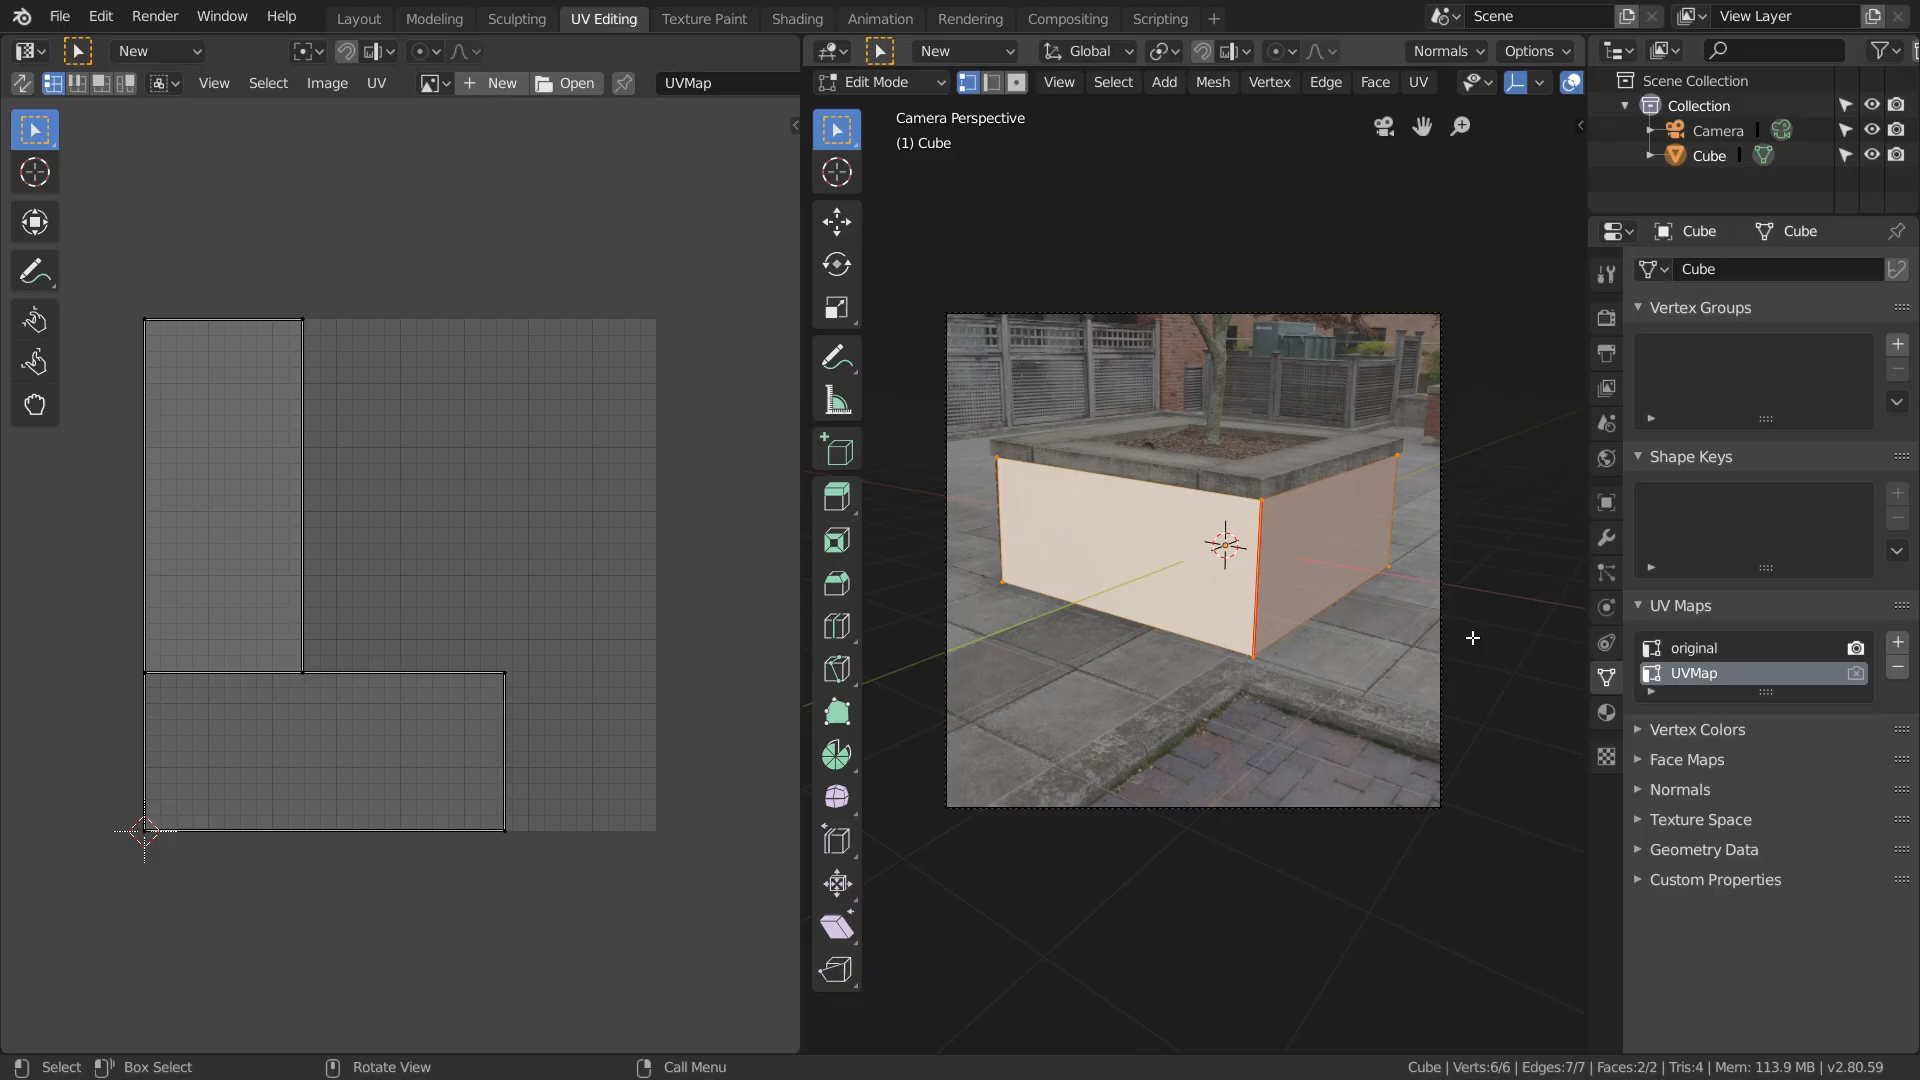 File Edit Render Window Help Layout Modeling Sculpting UV Editing Texture Paint Shading Animation Rendering Compositing Scripting Scene View Layer
New New Global Normals Options
View Select Image UV New Open UVMap Edit Mode View Select Add Mesh Vertex Edge Face UV
Scene Collection
Collection
Camera
Cube
Camera Perspective
(1) Cube
Cube Cube
Cube
Vertex Groups
Shape Keys
UV Maps
original
UVMap
Vertex Colors
Face Maps
Normals
Texture Space
Geometry Data
Custom Properties
Select Box Select Rotate View Call Menu Cube | Verts:6/6 | Edges:7/7 | Faces:2/2 | Tris:4 | Mem: 113.9 MB | v2.80.59